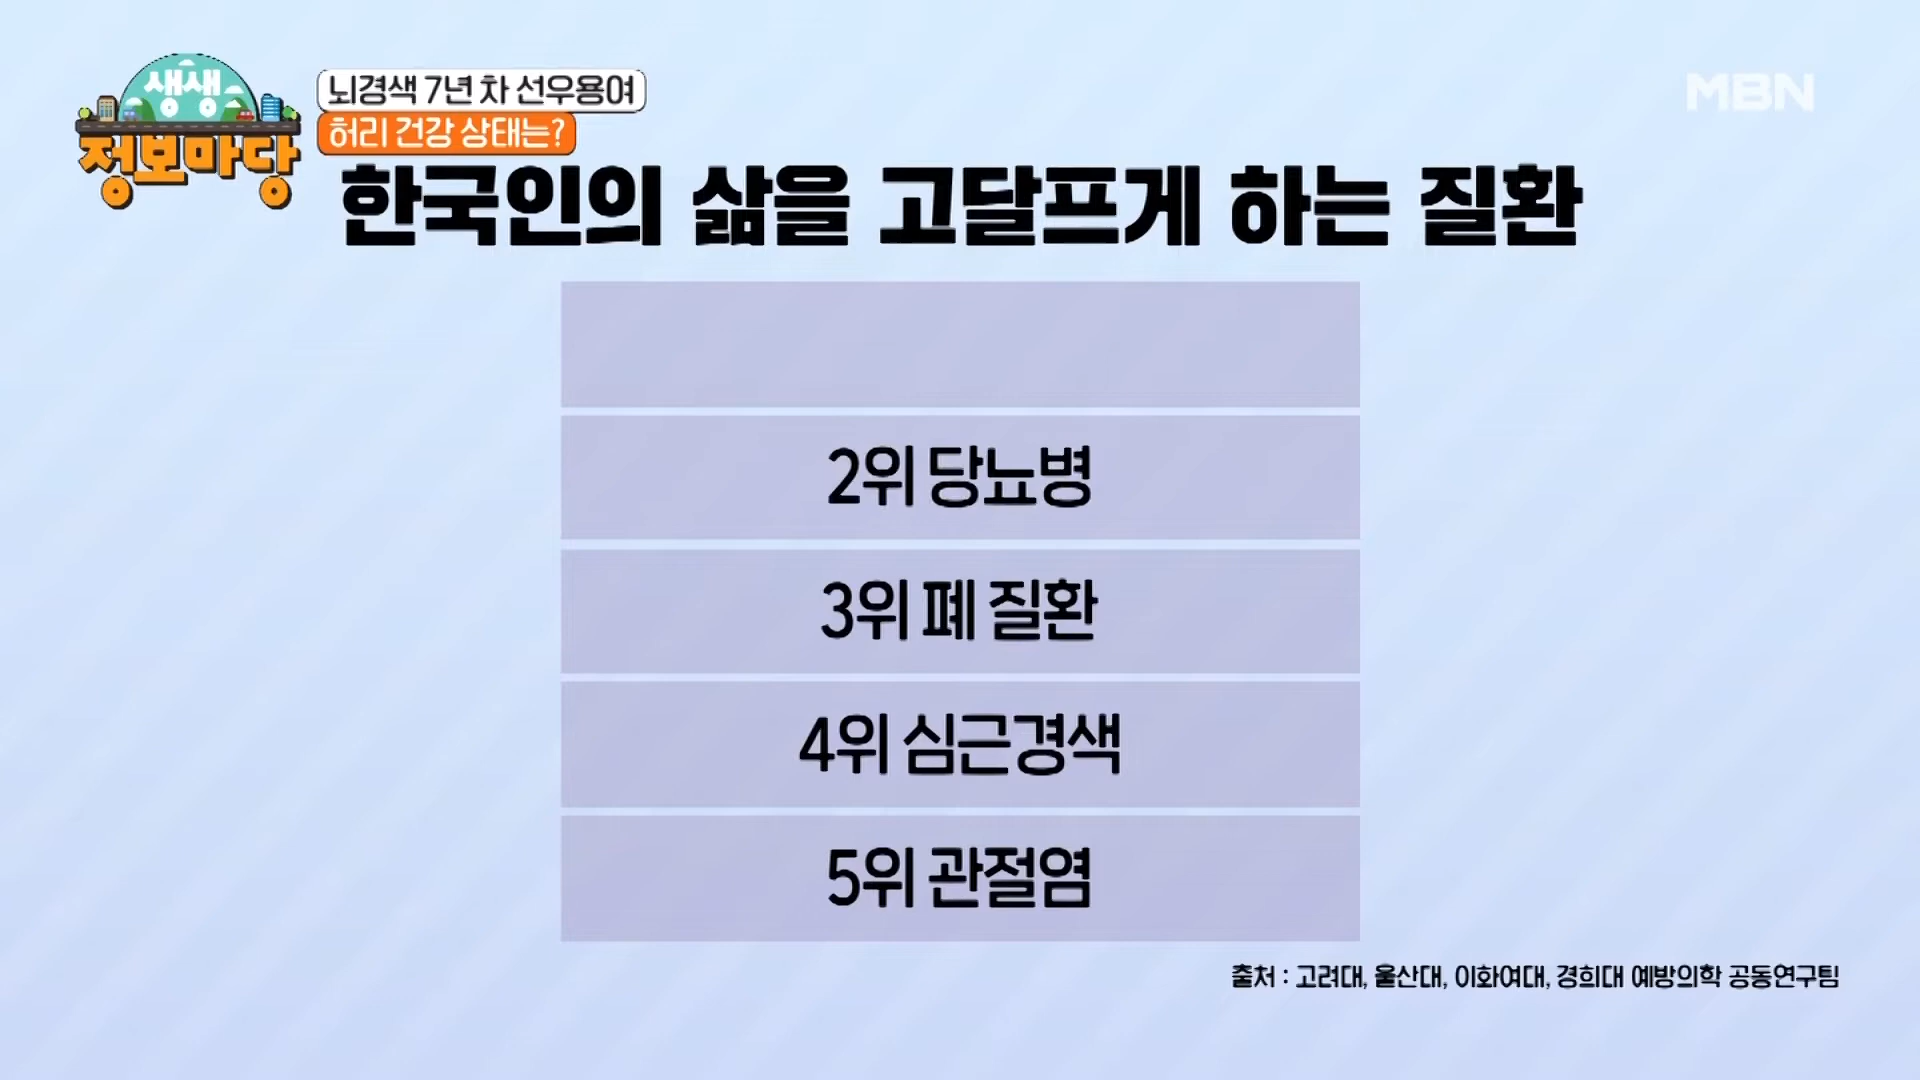 생생
정보마당
뇌경색 7년 차 선우용여
허리 건강 상태는?
MBN
한국인의 삶을 고달프게 하는 질환
2위 당뇨병
3위 폐 질환
4위 심근경색
5위 관절염
출처 : 고려대, 울산대, 이화여대, 경희대 예방의학 공동연구팀